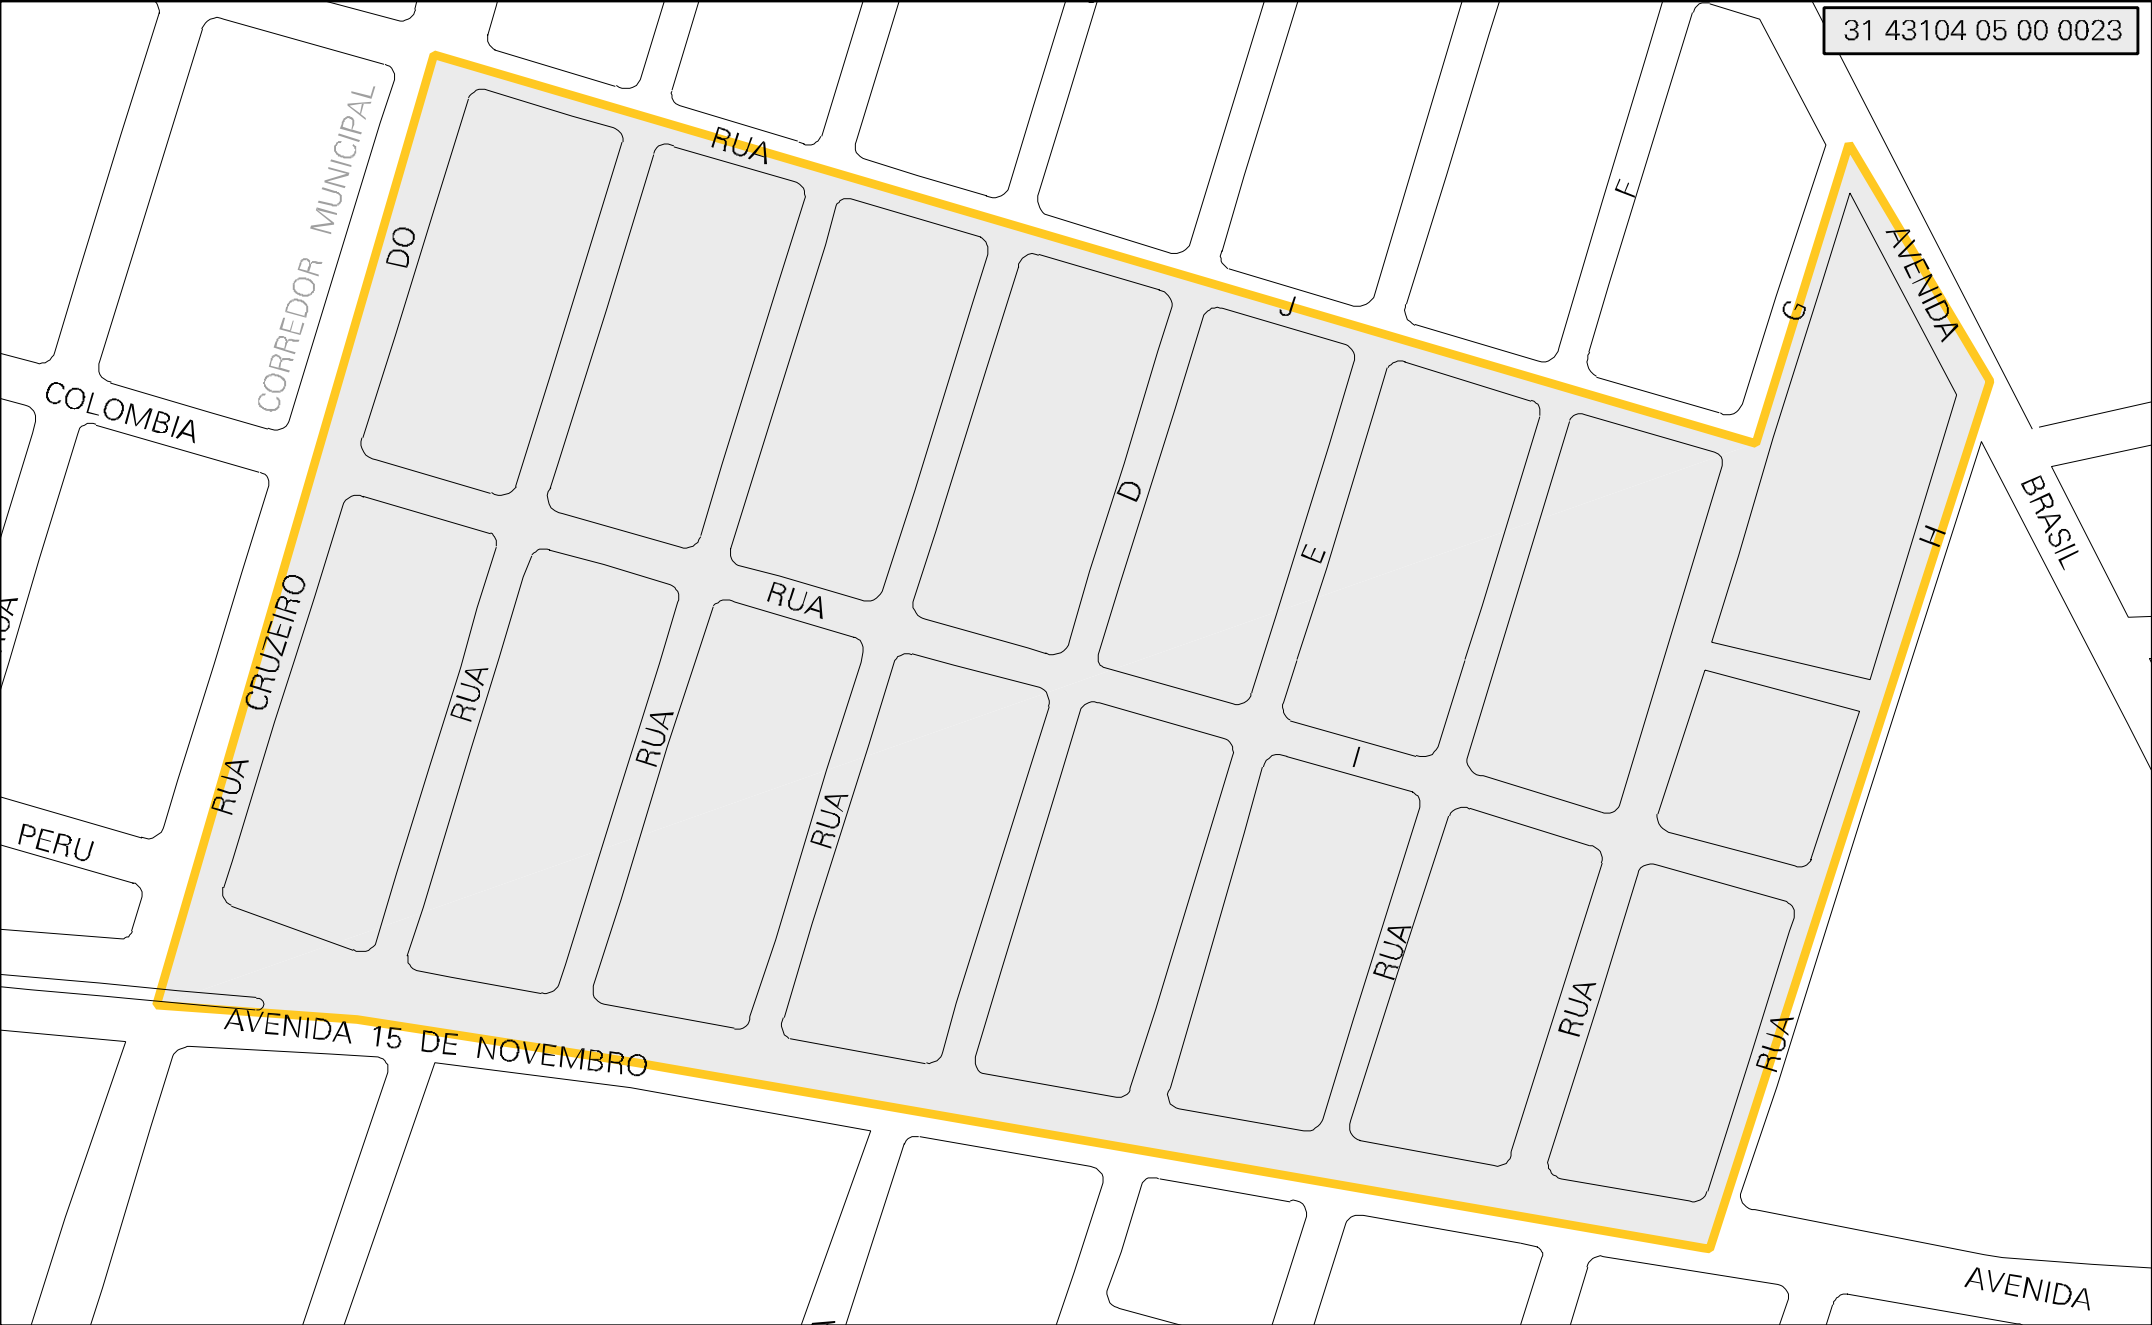 31 43104 05 00 0023
CORREDOR MUNICIPAL
RUA
F
DO
G
AVENIDA
J
COLOMBIA
D
BRASIL
H
E
RUA
CRUZEIRO
RUA
RUA
I
RUA
RUA
PERU
RUA
RUA
RUA
AVENIDA 15 DE NOVEMBRO
RUA
AVENIDA